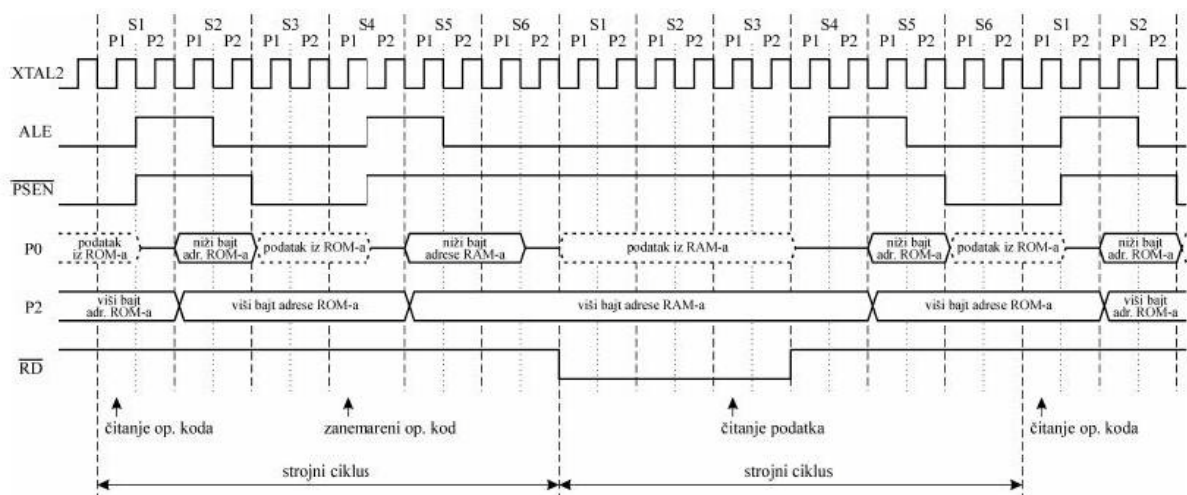 S1 S2 S3 S4 S5 S6 S1 S2 S3 S4 S5 S6 S1 S2
P1 P2 P1 P2 P1 P2 P1 P2 P1 P2 P1 P2 P1 P2 P1 P2 P1 P2 P1 P2 P1 P2 P1 P2 P1 P2 P1 P2
XTAL2
ALE
PSEN
P0
podatak iz ROM-a
niži bajt adr. ROM-a
podatak iz ROM-a
niži bajt adrese RAM-a
podatak iz RAM-a
niži bajt adr. ROM-a
podatak iz ROM-a
niži bajt adr. ROM-a
P2
viši bajt adr. ROM-a
viši bajt adrese ROM-a
viši bajt adrese RAM-a
viši bajt adrese ROM-a
viši bajt adr. ROM-a
RD
čitanje op. koda
zanemareni op. kod
čitanje podatka
čitanje op. koda
strojni ciklus
strojni ciklus